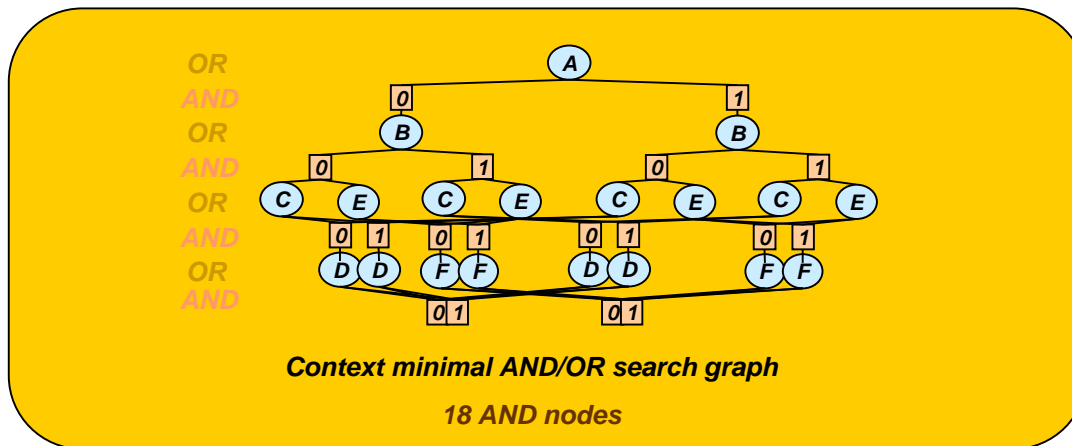 OR A
AND 0 1
OR B B
AND 0 1 0 1
OR C E C E C E C E
AND 0 1 0 1 0 1 0 1
OR D D F F D D F F
AND 0 1 0 1
Context minimal AND/OR search graph
18 AND nodes